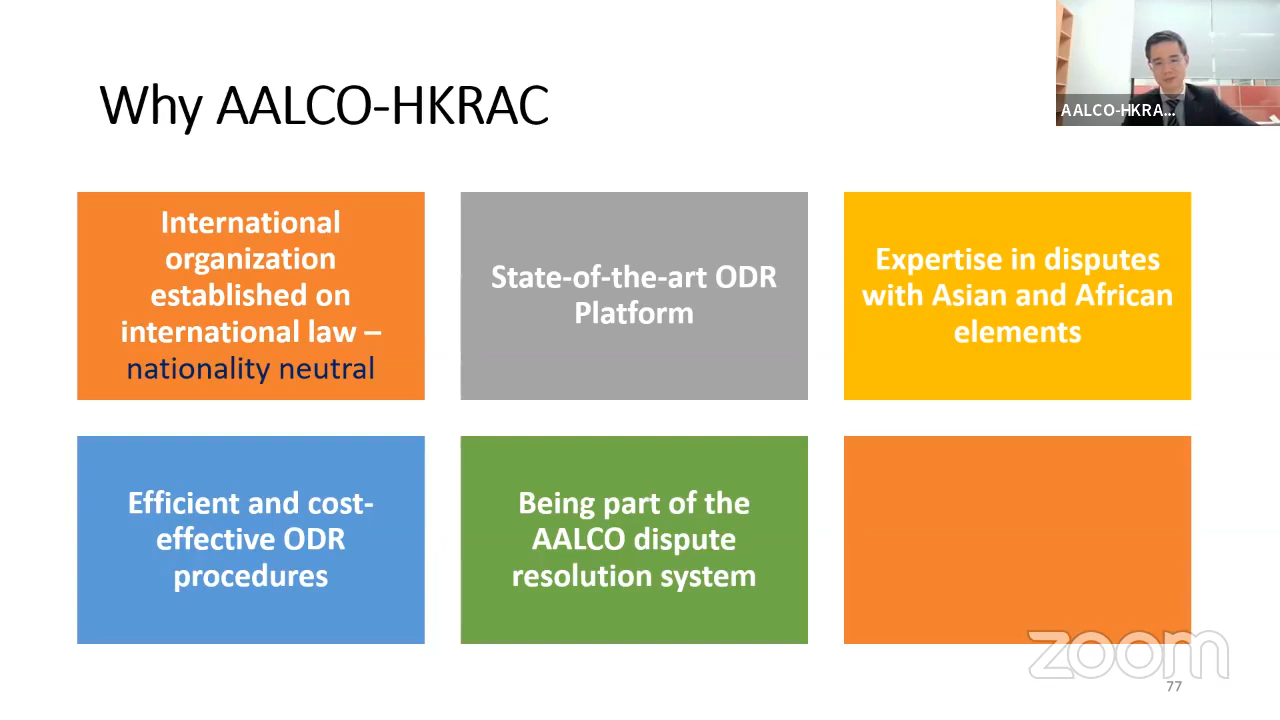 Why AALCO-HKRAC
AALCO-HKRA...
International
organization
established on
international law –
nationality neutral
State-of-the-art ODR
Platform
Expertise in disputes
with Asian and African
elements
Efficient and cost-
effective ODR
procedures
Being part of the
AALCO dispute
resolution system
zoom
77